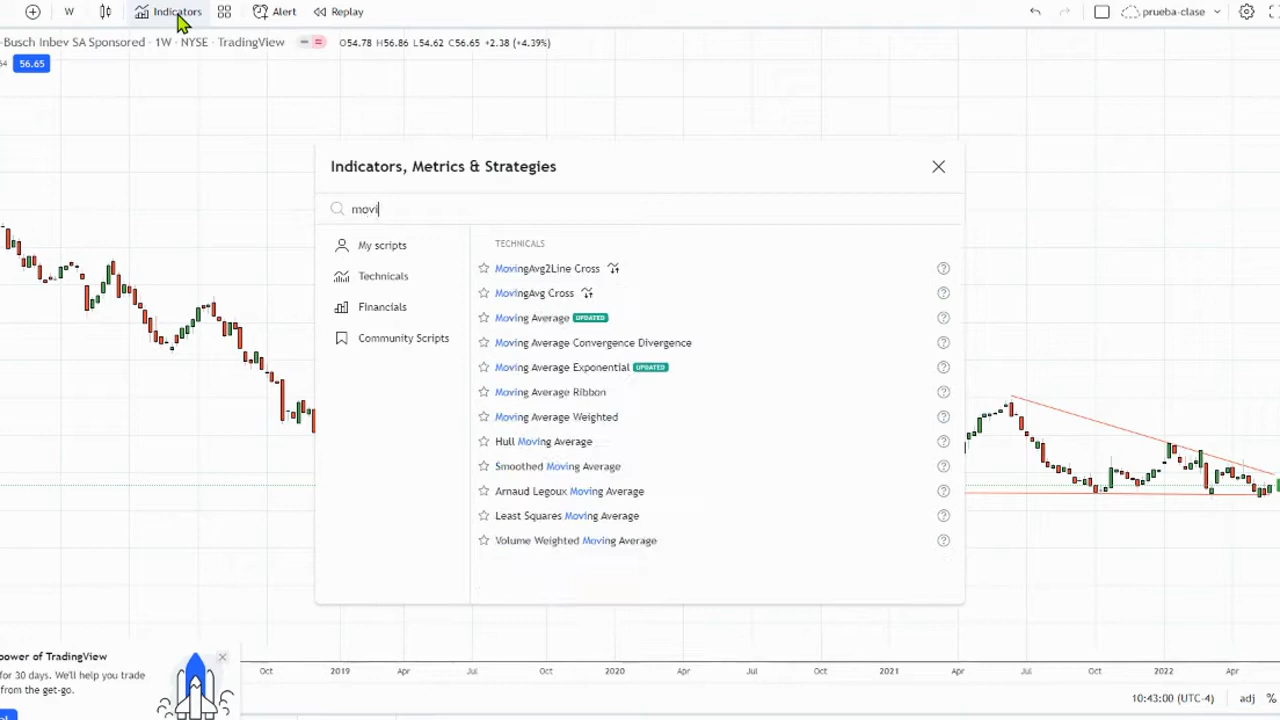 W Indicators Alert Replay prueba-clase
-Busch Inbev SA Sponsored · 1W · NYSE · TradingView O54.78 H56.86 L54.62 C56.65 +2.38 (+4.39%)
64 56.65
Indicators, Metrics & Strategies
movi
My scripts
Technicals
Financials
Community Scripts
TECHNICALS
MovingAvg2Line Cross
MovingAvg Cross
Moving Average UPDATED
Moving Average Convergence Divergence
Moving Average Exponential UPDATED
Moving Average Ribbon
Moving Average Weighted
Hull Moving Average
Smoothed Moving Average
Arnaud Legoux Moving Average
Least Squares Moving Average
Volume Weighted Moving Average
power of TradingView
for 30 days. We'll help you trade
from the get-go.
Oct 2019 Apr Jul Oct 2020 Apr Jul Oct 2021 Apr Jul Oct 2022 Apr
10:43:00 (UTC-4) adj %